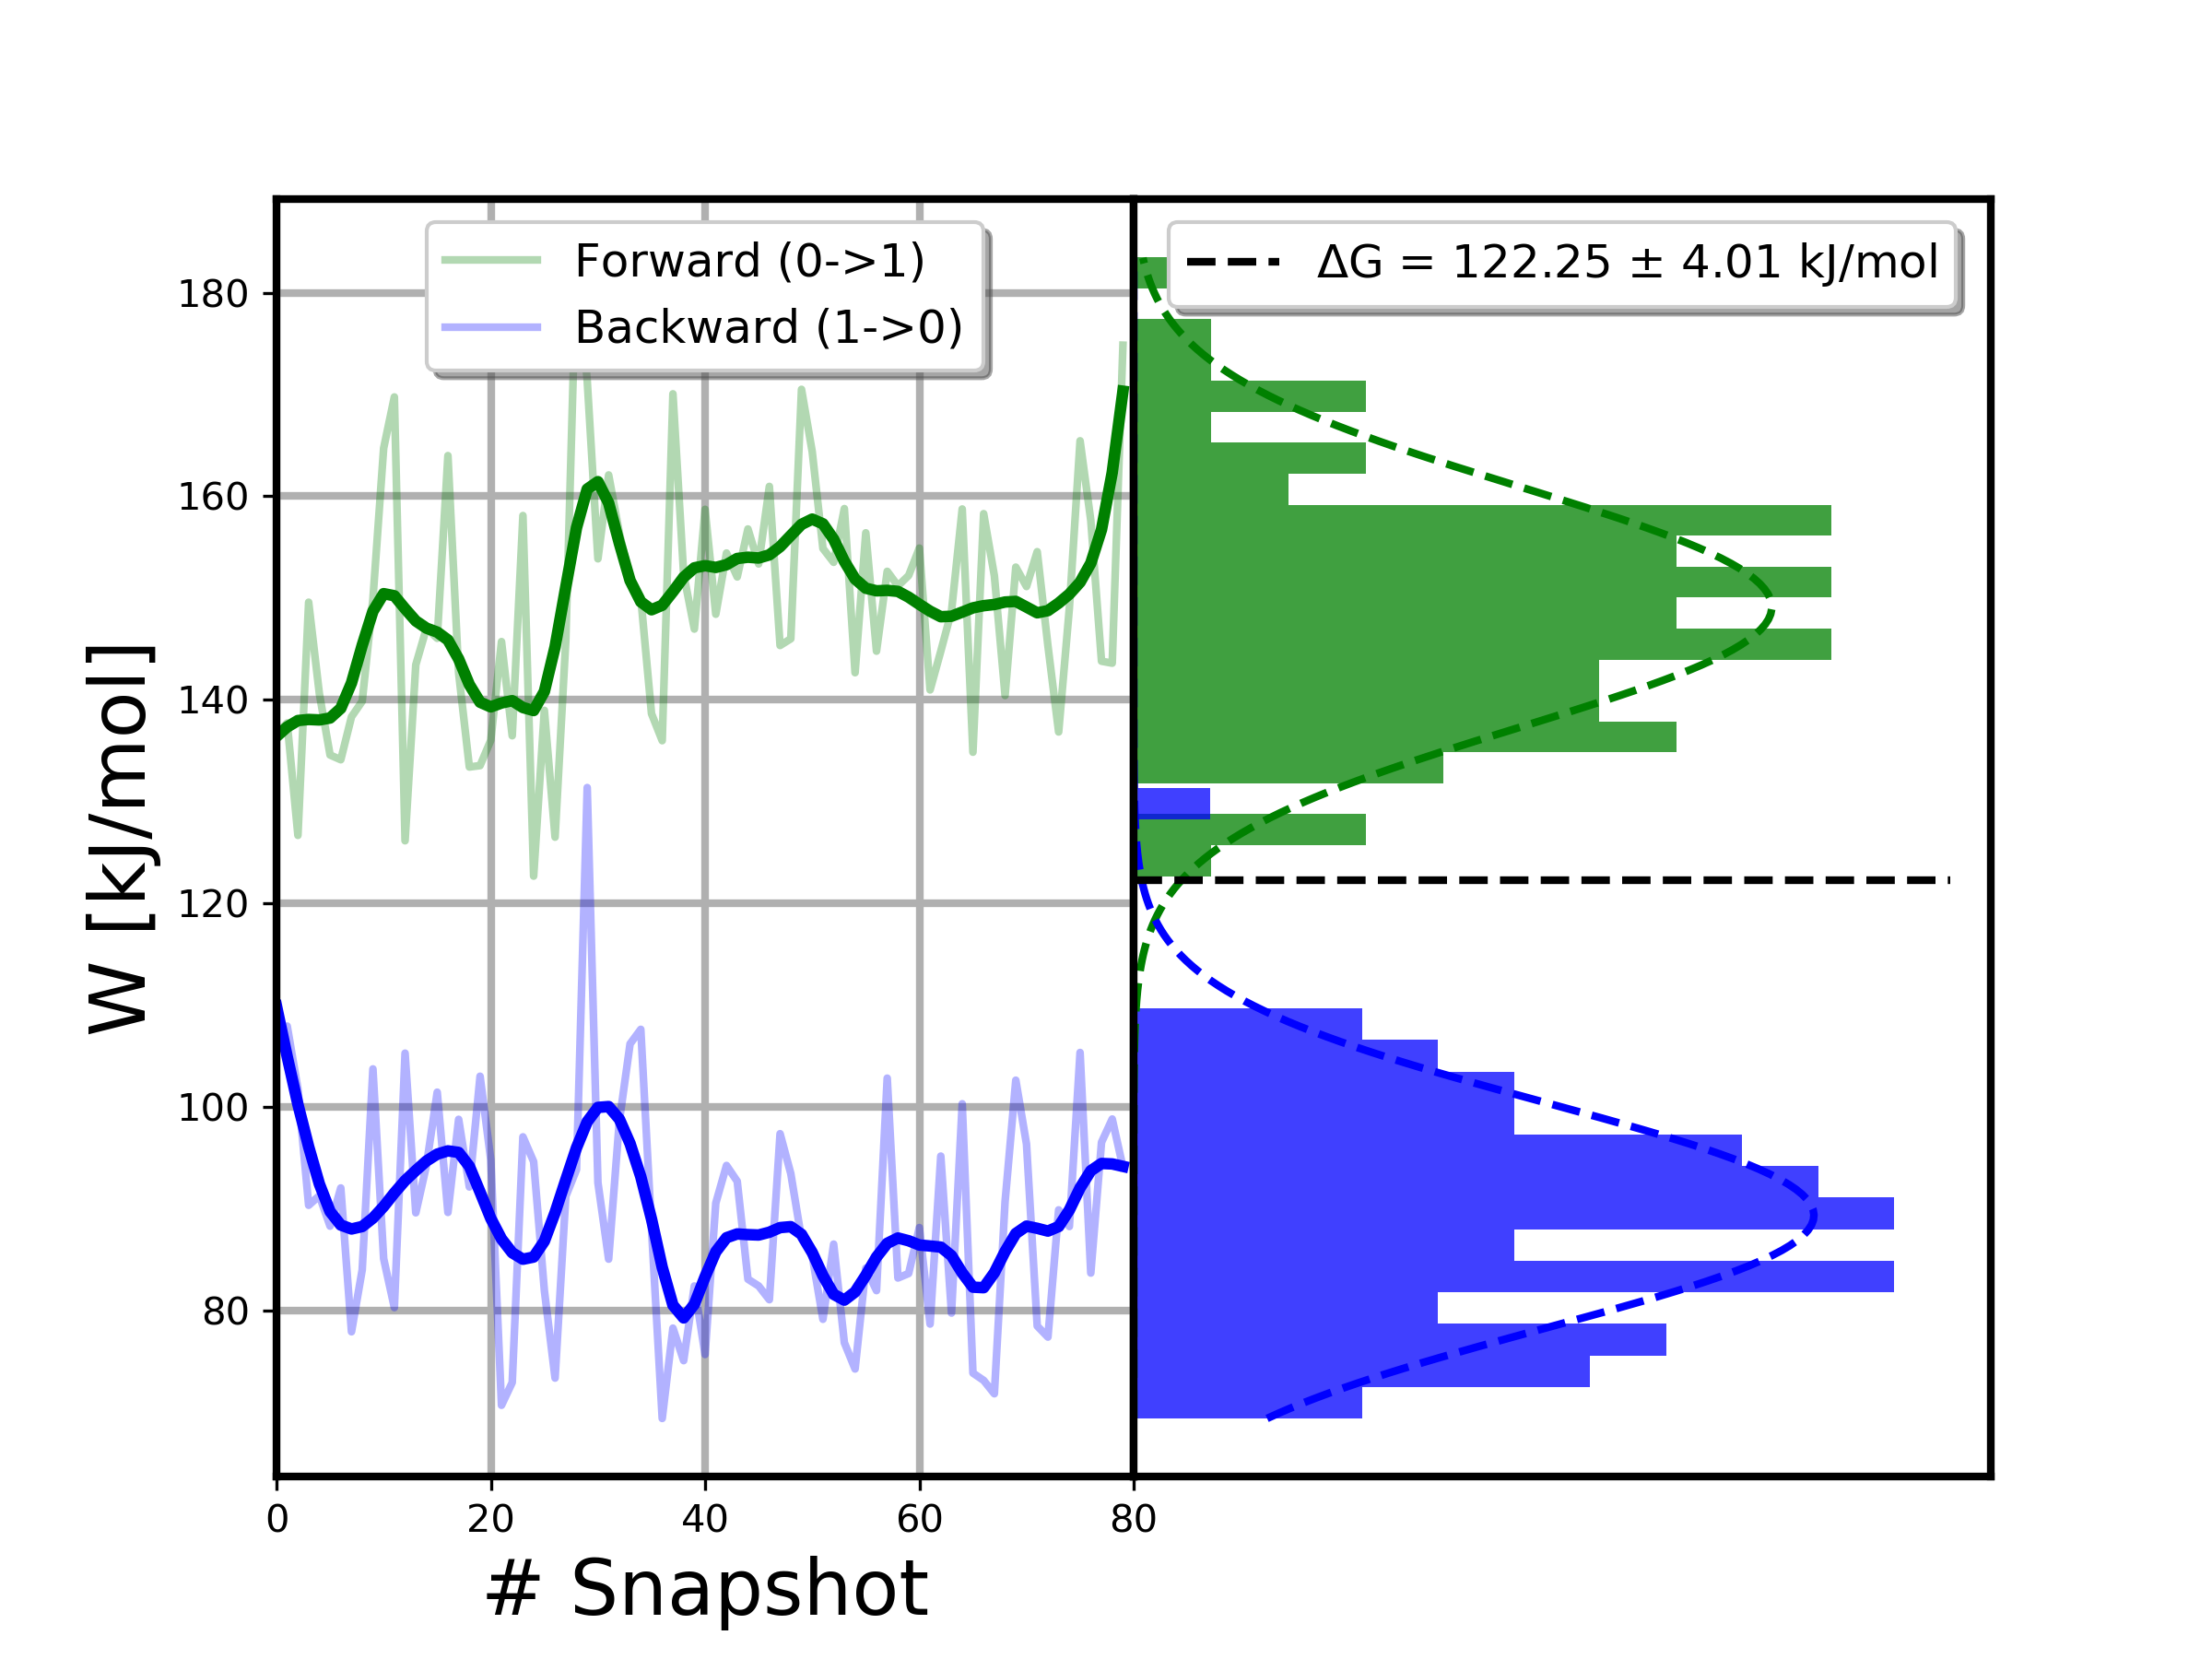 Forward (0->1)
Backward (1->0)
ΔG = 122.25 ± 4.01 kJ/mol
180
160
140
120
100
80
W [kJ/mol]
0 20 40 60 80
# Snapshot